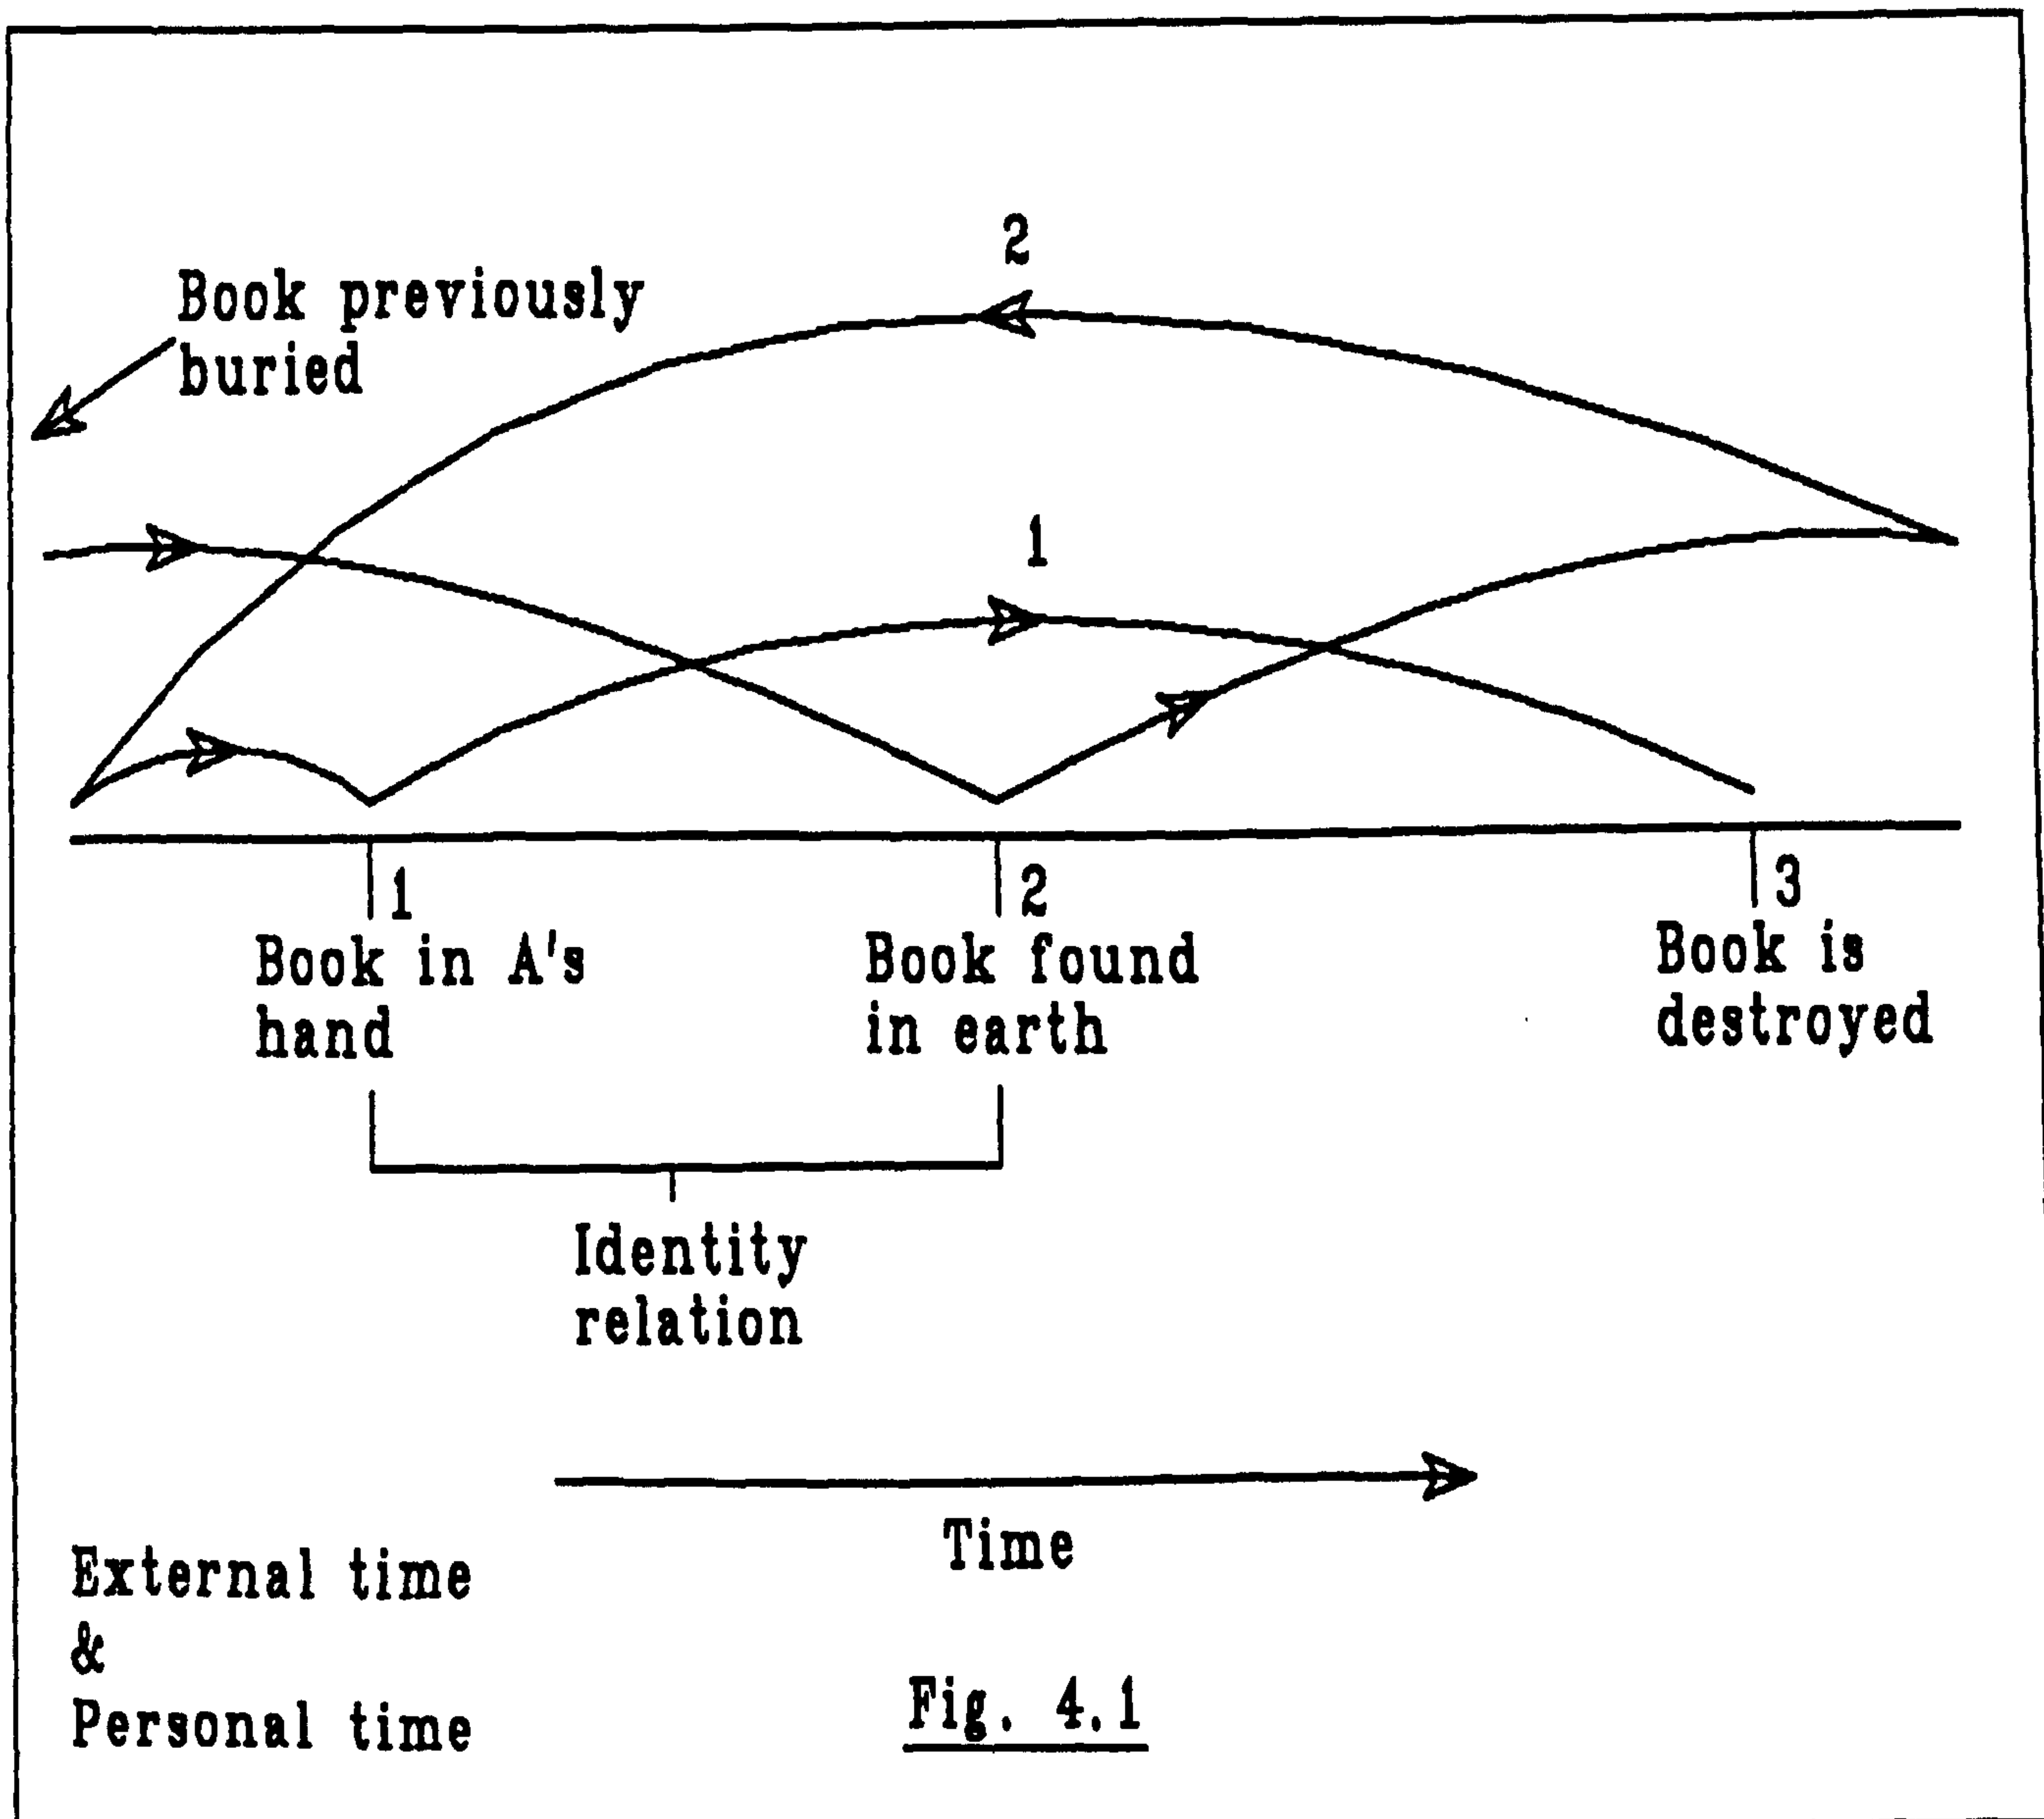 2
Book previously
buried
1
1
Book in A's
hand
2
Book found
in earth
3
Book is
destroyed
Identity
relation
Time
External time
&
Personal time
Fig. 4.1